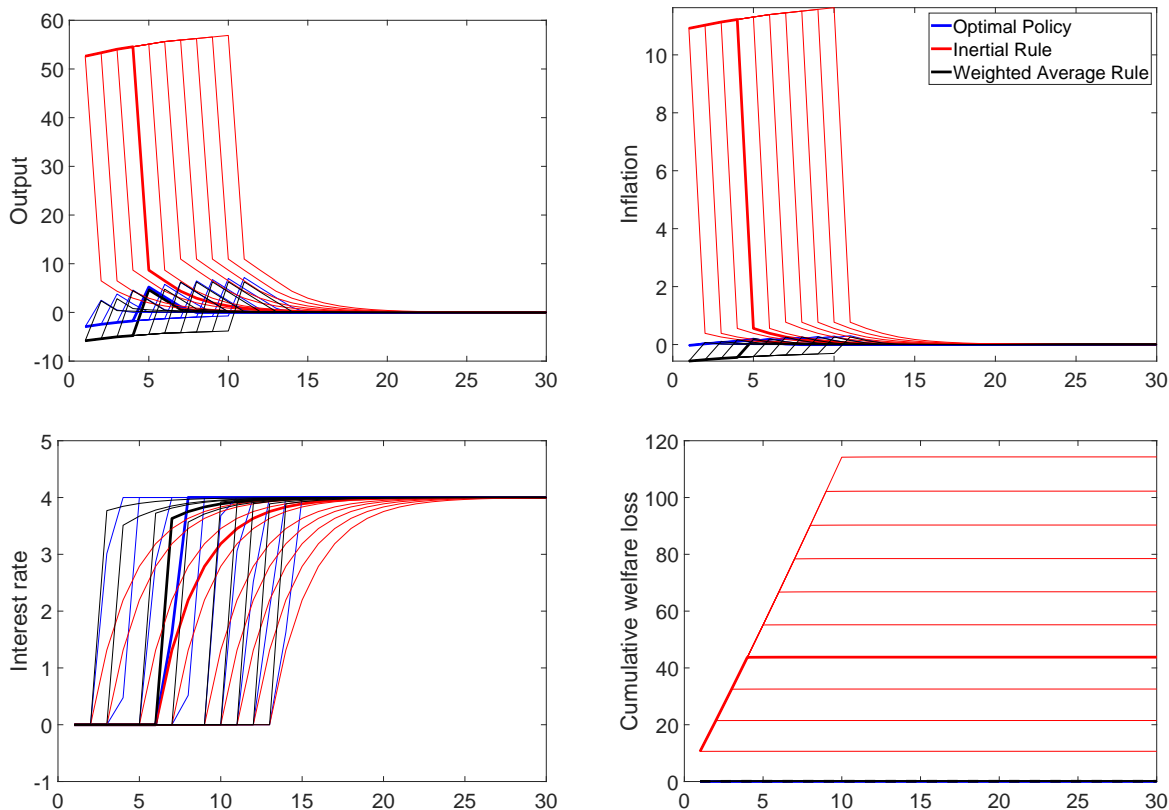 60
50
40
30
20
10
0
-10
Output
0 5 10 15 20 25 30
10
8
6
4
2
0
Inflation
0 5 10 15 20 25 30
Optimal Policy
Inertial Rule
Weighted Average Rule
5
4
3
2
1
0
-1
Interest rate
0 5 10 15 20 25 30
120
100
80
60
40
20
0
Cumulative welfare loss
0 5 10 15 20 25 30